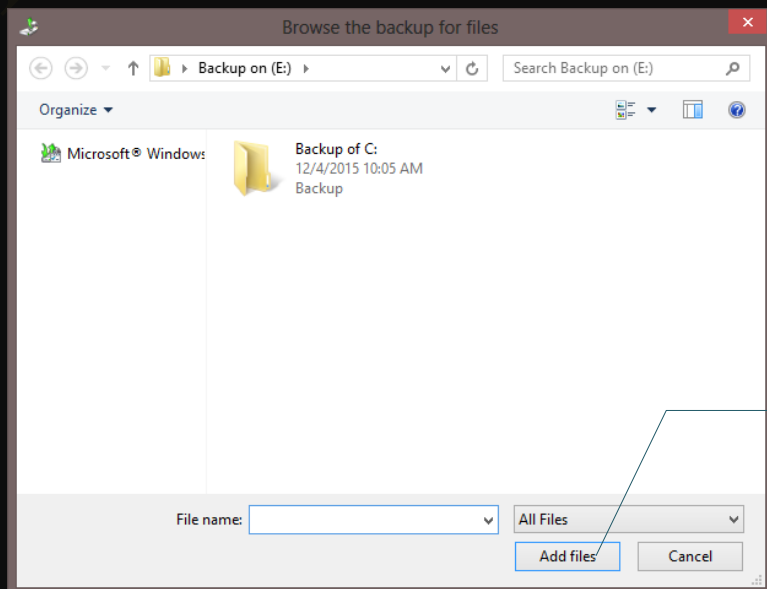 Browse the backup for files
Backup on (E:)
Search Backup on (E:)
Organize
Microsoft® Windows
Backup of C:
12/4/2015 10:05 AM
Backup
File name:
All Files
Add files
Cancel